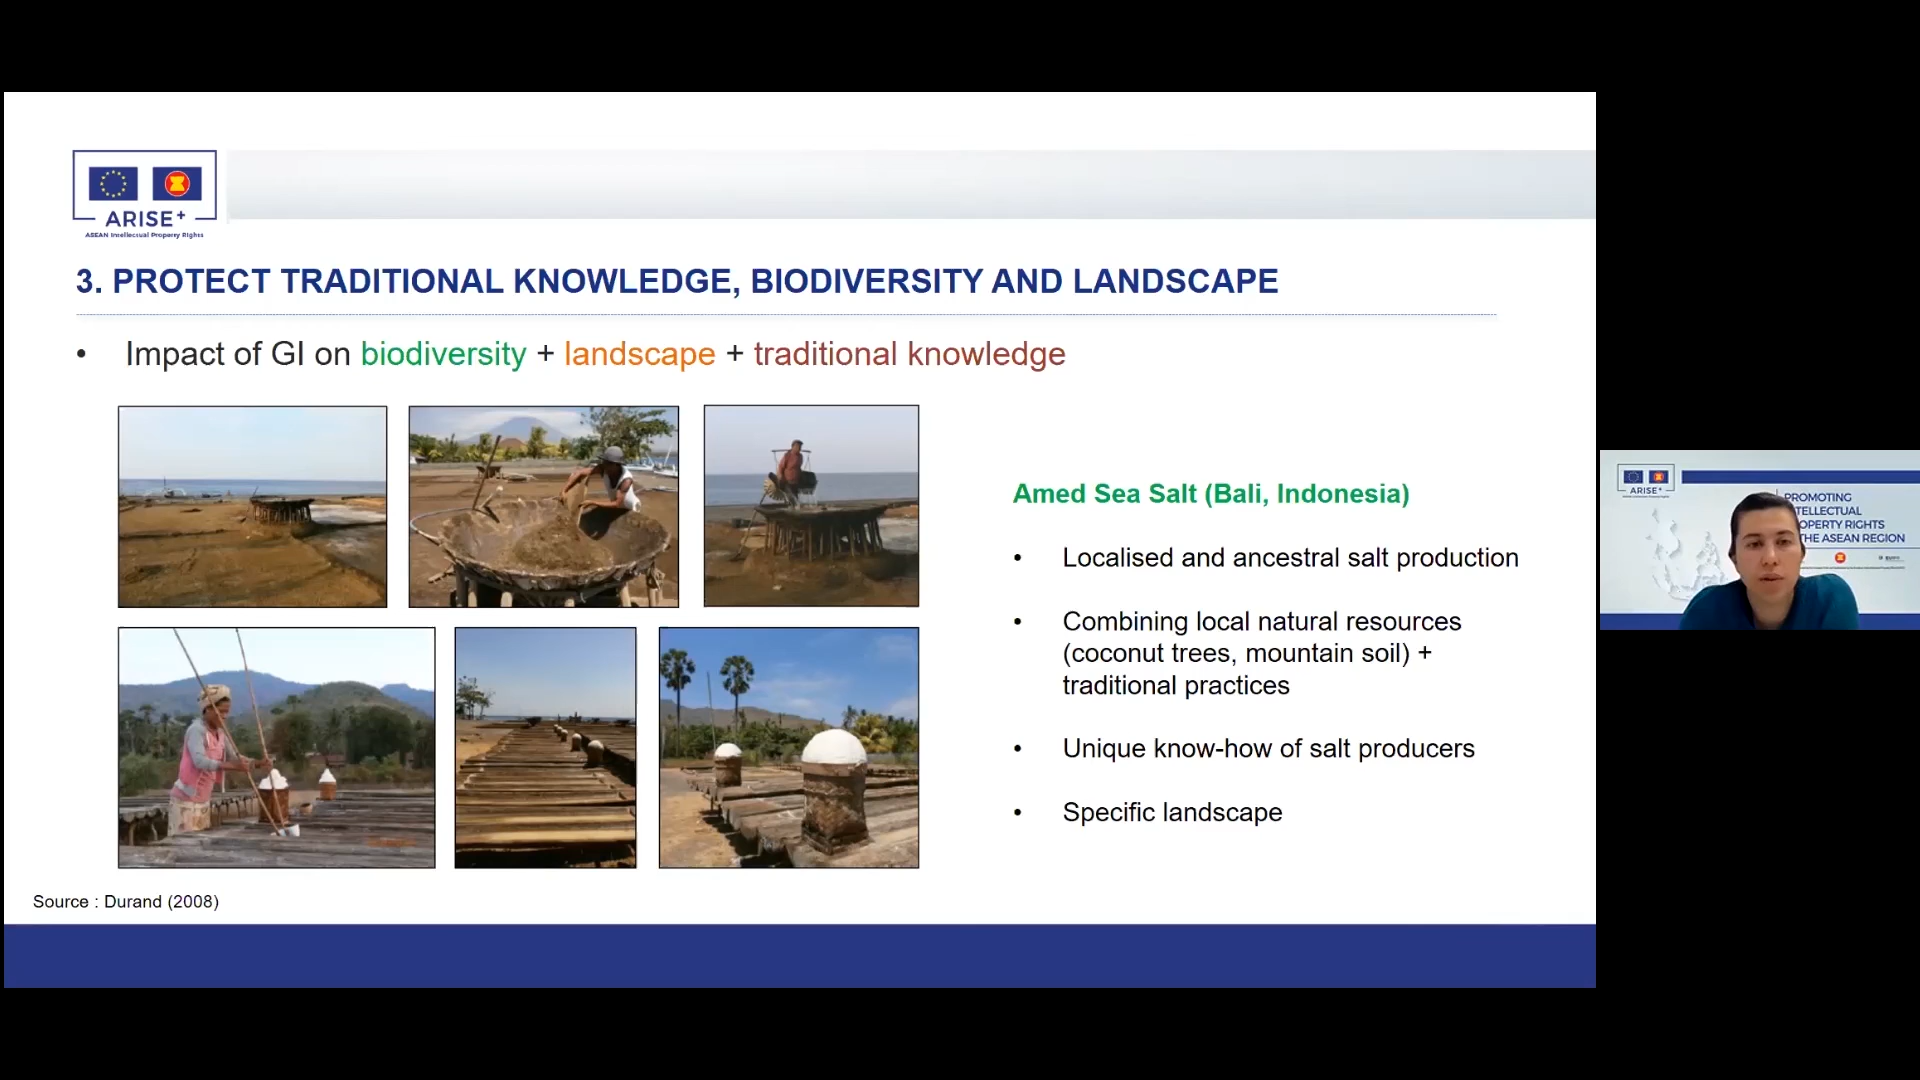 ARISE+
ASEAN Intellectual Property Rights
3. PROTECT TRADITIONAL KNOWLEDGE, BIODIVERSITY AND LANDSCAPE
• Impact of GI on biodiversity + landscape + traditional knowledge
Amed Sea Salt (Bali, Indonesia)
• Localised and ancestral salt production
• Combining local natural resources
(coconut trees, mountain soil) +
traditional practices
• Unique know-how of salt producers
• Specific landscape
Source : Durand (2008)
ARISE+
PROMOTING
TELLECTUAL
OPERTY RIGHTS
THE ASEAN REGION